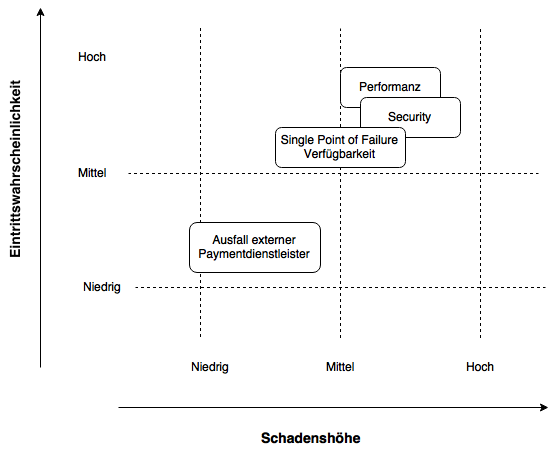 Hoch
Performanz
Security
Single Point of Failure
Verfügbarkeit
Mittel
Ausfall externer
Paymentdienstleister
Niedrig
Eintrittswahrscheinlichkeit
Niedrig
Mittel
Hoch
Schadenshöhe